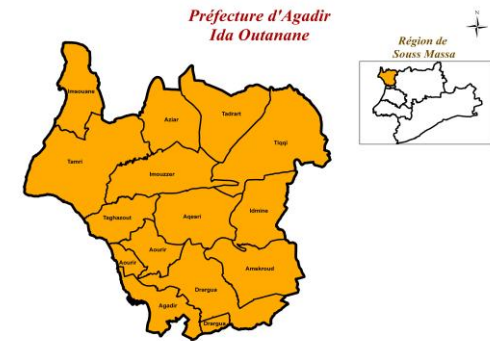 Préfecture d'Agadir
Ida Outanane
N
Région de
Souss Massa
Imsouane
Aziar
Tadrart
Tiqqi
Tamri
Imouzzer
Taghazout
Aqsari
Idmine
Aourir
Aourir
Amskroud
Drargua
Agadir
Drargua